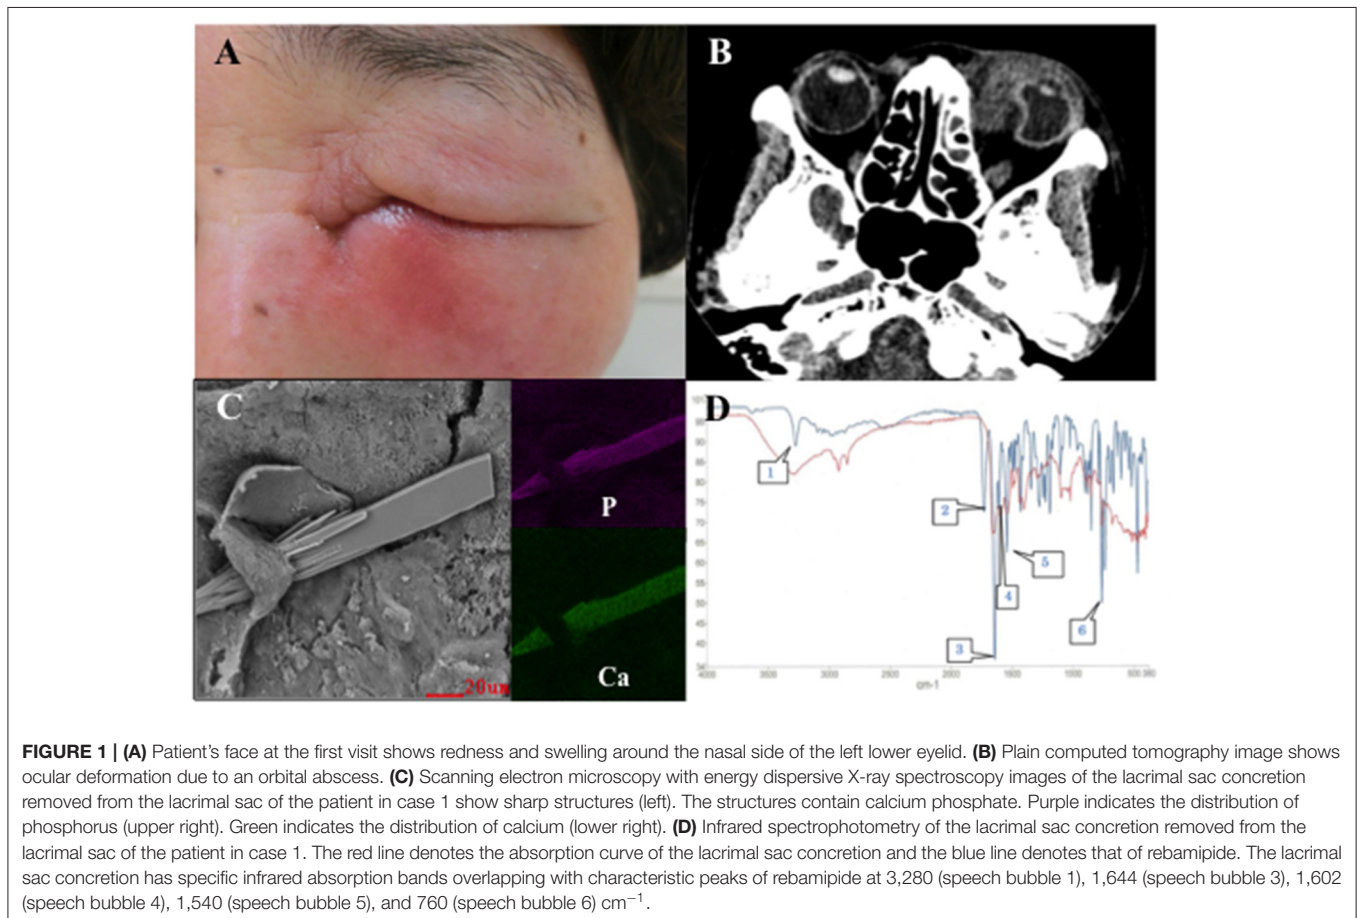 A
B
C
P
Ca
20um
D
1
2
3
4
5
6
4000 3500 3000 2500 2000 1500 1000
cm-1
FIGURE 1 | (A) Patient's face at the first visit shows redness and swelling around the nasal side of the left lower eyelid. (B) Plain computed tomography image shows
ocular deformation due to an orbital abscess. (C) Scanning electron microscopy with energy dispersive X-ray spectroscopy images of the lacrimal sac concretion
removed from the lacrimal sac of the patient in case 1 show sharp structures (left). The structures contain calcium phosphate. Purple indicates the distribution of
phosphorus (upper right). Green indicates the distribution of calcium (lower right). (D) Infrared spectrophotometry of the lacrimal sac concretion removed from the
lacrimal sac of the patient in case 1. The red line denotes the absorption curve of the lacrimal sac concretion and the blue line denotes that of rebamipide. The lacrimal
sac concretion has specific infrared absorption bands overlapping with characteristic peaks of rebamipide at 3,280 (speech bubble 1), 1,644 (speech bubble 3), 1,602
(speech bubble 4), 1,540 (speech bubble 5), and 760 (speech bubble 6) cm−1.